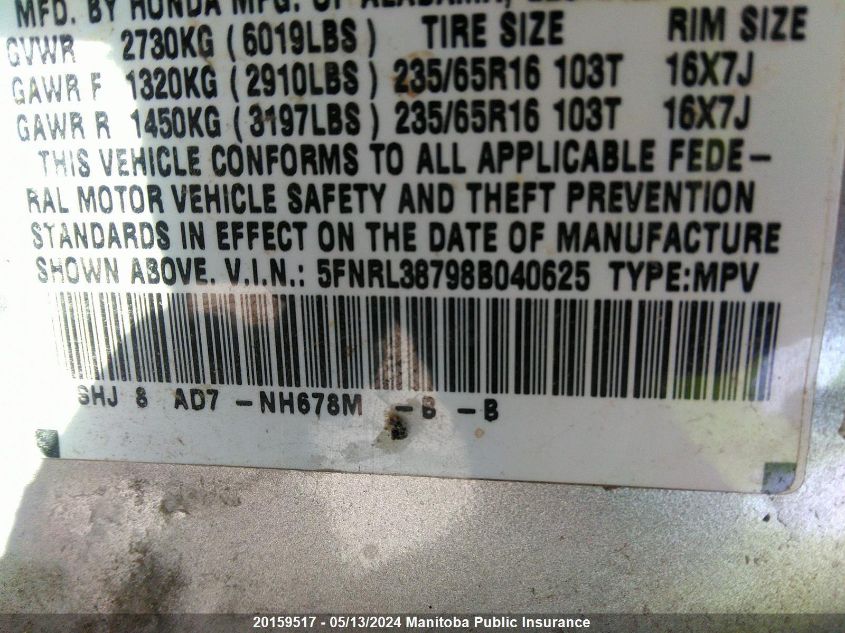 MFD. BY HONDA MFG. OF ALABAMA,
GVWR 2730KG (6019LBS) TIRE SIZE RIM SIZE
GAWR F 1320KG (2910LBS) 235/65R16 103T 16X7J
GAWR R 1450KG (3197LBS) 235/65R16 103T 16X7J
THIS VEHICLE CONFORMS TO ALL APPLICABLE FEDE-
RAL MOTOR VEHICLE SAFETY AND THEFT PREVENTION
STANDARDS IN EFFECT ON THE DATE OF MANUFACTURE
SHOWN ABOVE. V.I.N.: 5FNRL38798B040625 TYPE:MPV
SHJ 8 AD7 -NH678M -B -B
20159517 - 05/13/2024 Manitoba Public Insurance